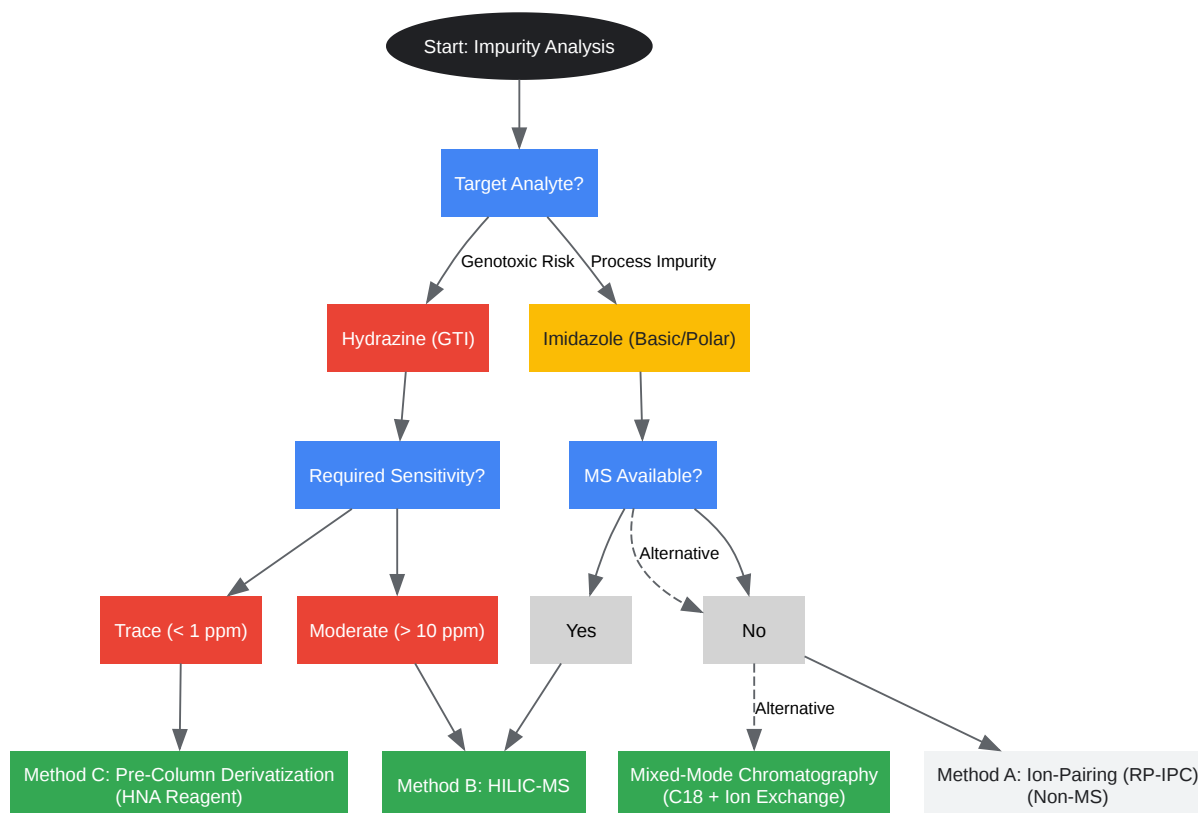 Start: Impurity Analysis
Target Analyte?
Genotoxic Risk
Process Impurity
Hydrazine (GTI)
Imidazole (Basic/Polar)
Required Sensitivity?
MS Available?
Alternative
Trace (< 1 ppm)
Moderate (> 10 ppm)
Yes
No
Alternative
Method C: Pre-Column Derivatization
(HNA Reagent)
Method B: HILIC-MS
Mixed-Mode Chromatography
(C18 + Ion Exchange)
Method A: Ion-Pairing (RP-IPC)
(Non-MS)